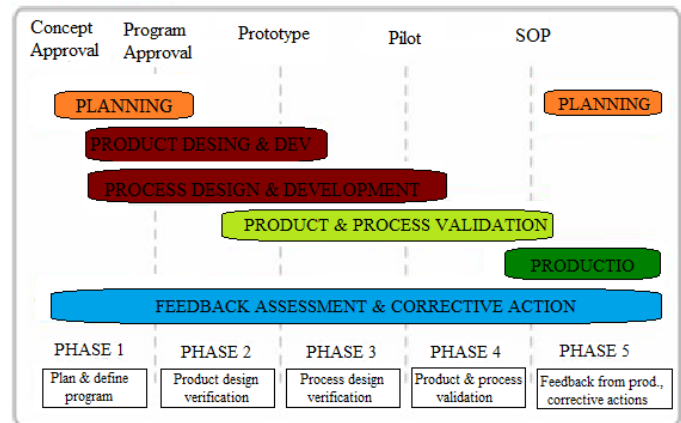 Concept
Approval
Program
Approval
Prototype
Pilot
SOP
PLANNING
PLANNING
PRODUCT DESING & DEV
PROCESS DESIGN & DEVELOPMENT
PRODUCT & PROCESS VALIDATION
PRODUCTIO
FEEDBACK ASSESSMENT & CORRECTIVE ACTION
PHASE 1
PHASE 2
PHASE 3
PHASE 4
PHASE 5
Plan & define
program
Product design
verification
Process design
verification
Product & process
validation
Feedback from prod.,
corrective actions